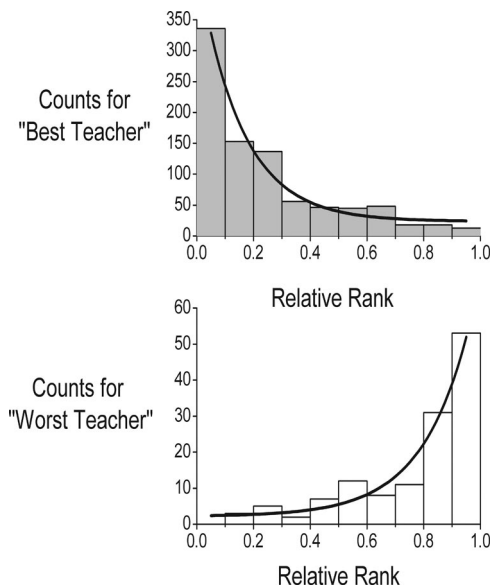 350
300
250
200
150
100
50
0
Counts for
"Best Teacher"
0.0 0.2 0.4 0.6 0.8 1.0
Relative Rank
60
50
40
30
20
10
0
Counts for
"Worst Teacher"
0.0 0.2 0.4 0.6 0.8 1.0
Relative Rank